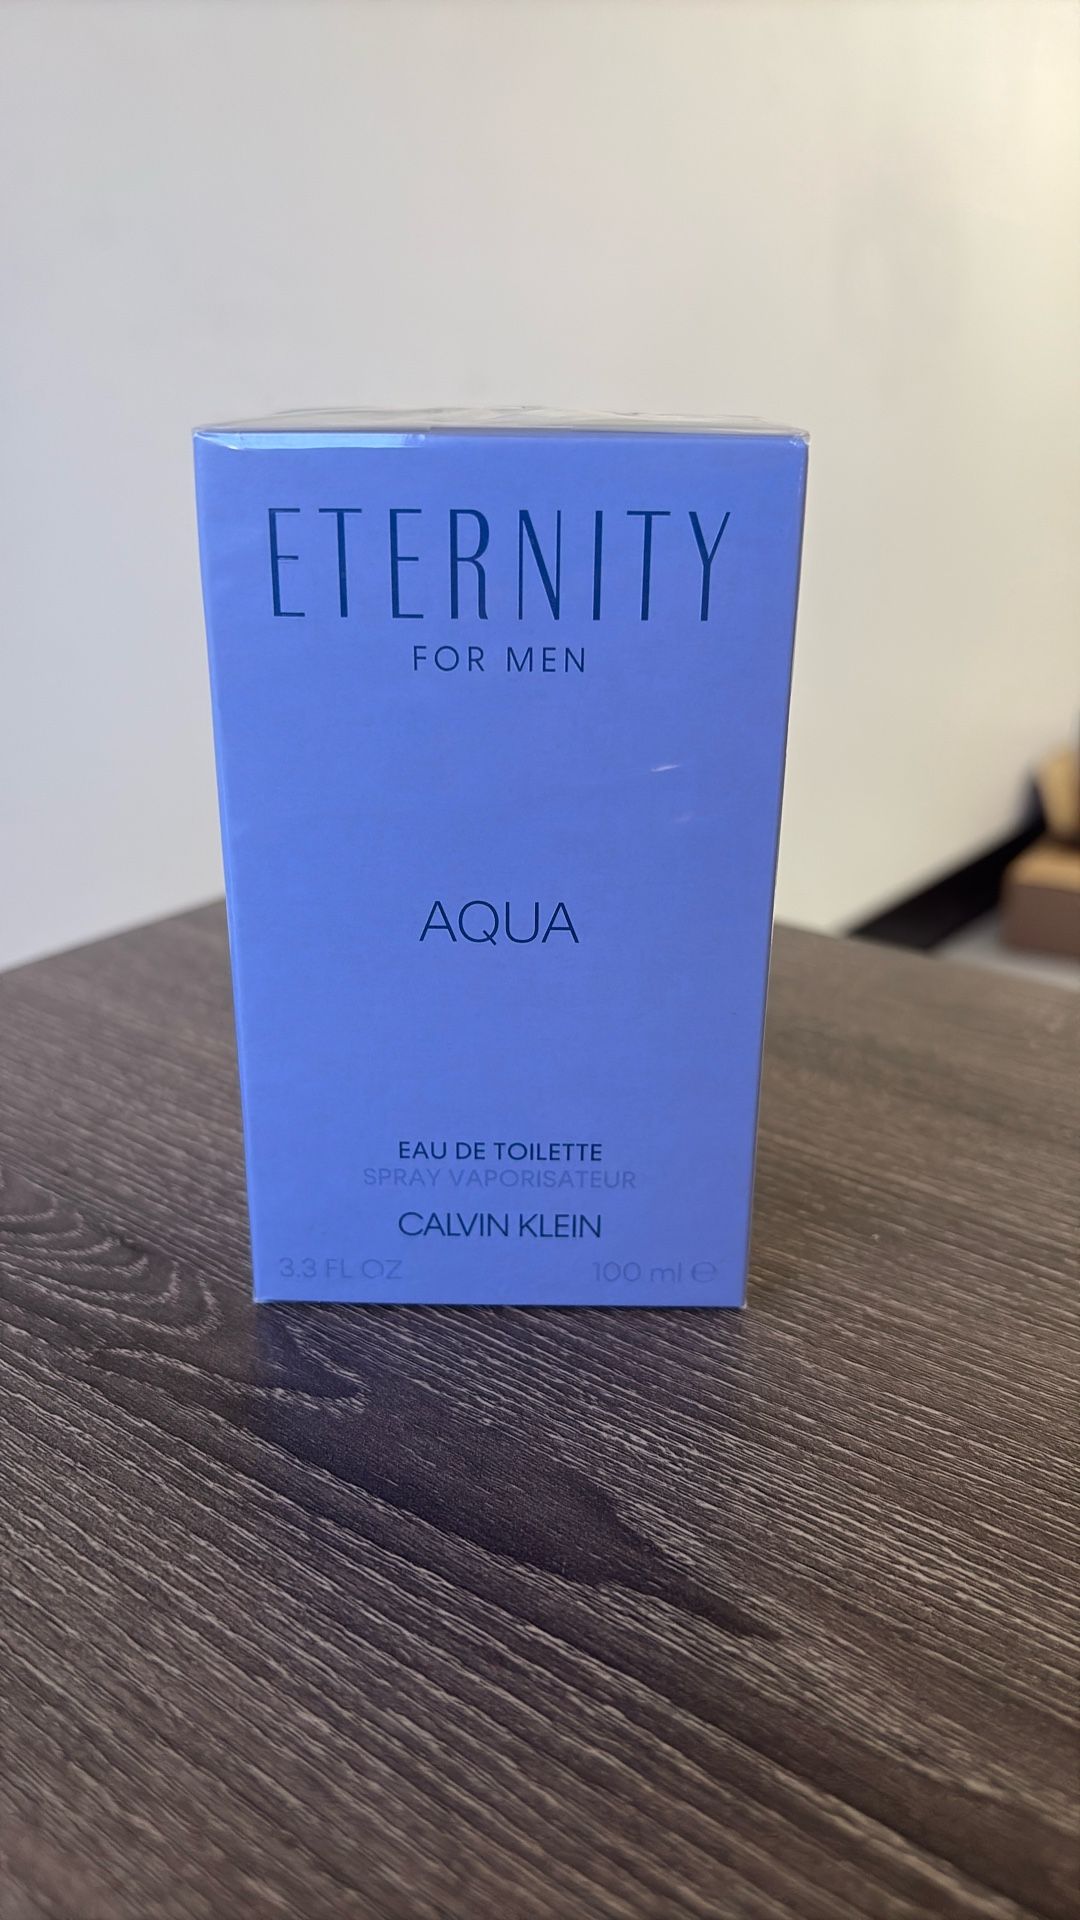 ETERNITY
FOR MEN
AQUA
EAU DE TOILETTE
SPRAY VAPORISATEUR
CALVIN KLEIN
3.3 FL OZ 100 ml ℮